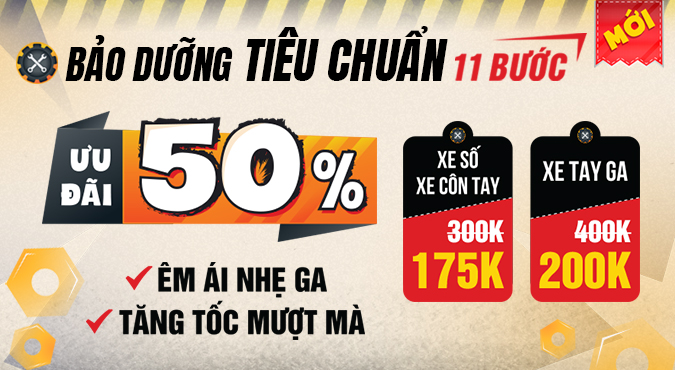 BẢO DƯỠNG TIÊU CHUẨN 11 BƯỚC
MỚI
ƯU
ĐÃI
50%
XE SỐ
XE CÔN TAY
300K
175K
XE TAY GA
400K
200K
ÊM ÁI NHẸ GA
TĂNG TỐC MƯỢT MÀ